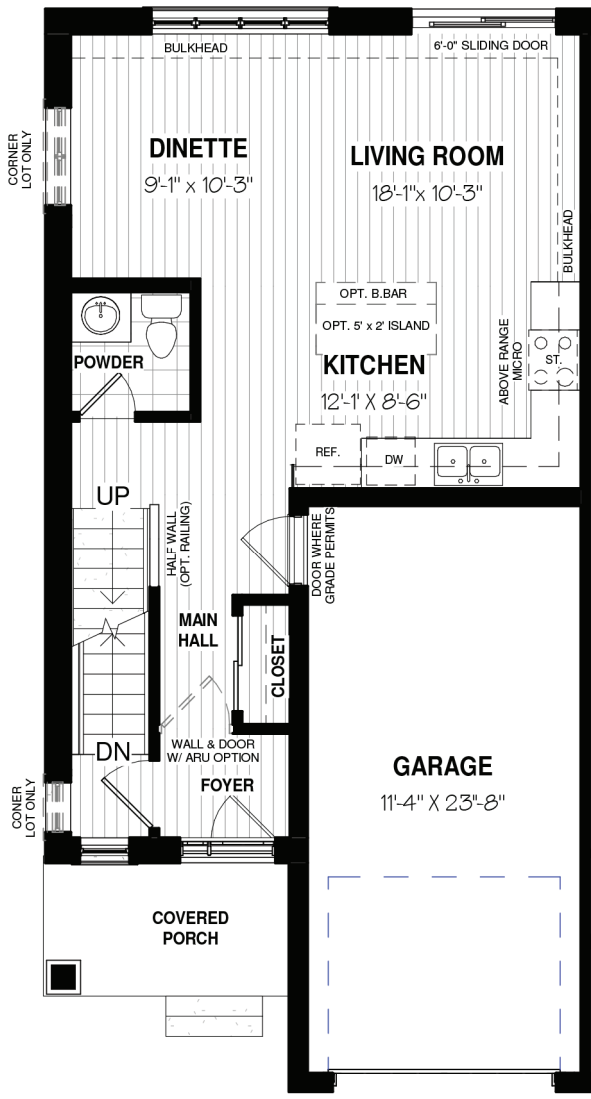 BULKHEAD
6'-0" SLIDING DOOR
CORNER
LOT ONLY
DINETTE
9'-1" x 10'-3"
LIVING ROOM
18'-1"x 10'-3"
BULKHEAD
OPT. B.BAR
OPT. 5' x 2' ISLAND
POWDER
KITCHEN
12'-1' X 8'-6"
ABOVE RANGE
MICRO
ST.
REF.
DW
UP
HALF WALL
(OPT. RAILING)
DOOR WHERE
GRADE PERMITS
MAIN
HALL
CLOSET
DN
WALL & DOOR
W/ ARU OPTION
FOYER
CONER
LOT ONLY
GARAGE
11'-4" X 23"-8"
COVERED
PORCH